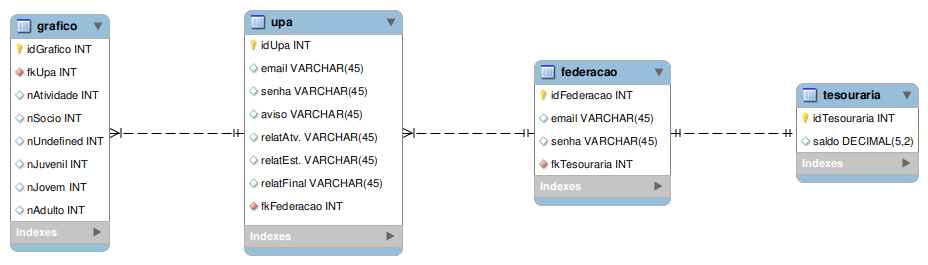 grafico
idGrafico INT
fkUpa INT
nAtividade INT
nSocio INT
nUndefined INT
nJuvenil INT
nJovem INT
nAdulto INT
Indexes
upa
idUpa INT
email VARCHAR(45)
senha VARCHAR(45)
aviso VARCHAR(45)
relatAtv. VARCHAR(45)
relatEst. VARCHAR(45)
relatFinal VARCHAR(45)
fkFederacao INT
Indexes
federacao
idFederacao INT
email VARCHAR(45)
senha VARCHAR(45)
fkTesouraria INT
Indexes
tesouraria
idTesouraria INT
saldo DECIMAL(5,2)
Indexes